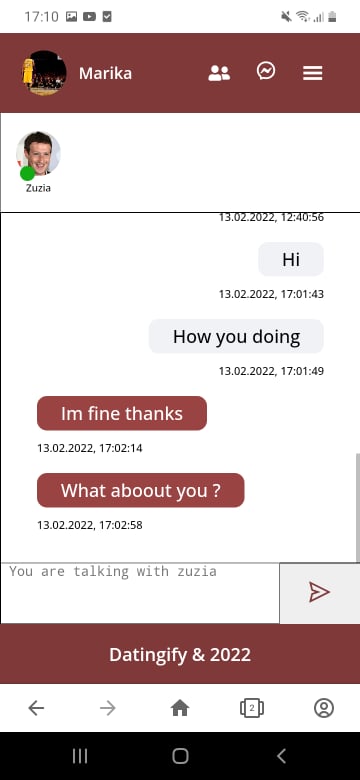 17:10
Marika
Zuzia
13.02.2022, 12:40:56
Hi
13.02.2022, 17:01:43
How you doing
13.02.2022, 17:01:49
Im fine thanks
13.02.2022, 17:02:14
What aboout you ?
13.02.2022, 17:02:58
You are talking with zuzia
Datingify & 2022
2